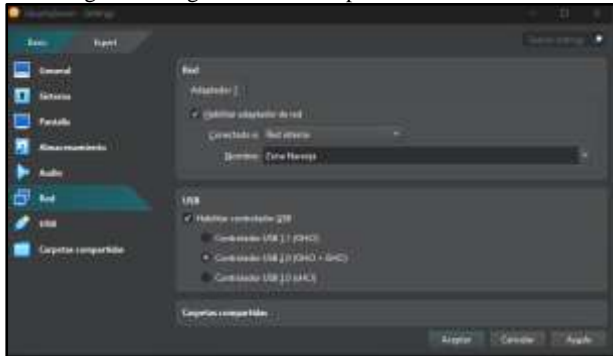 Settings
Basic Expert
General
Sistema
Pantalla
Almacenamiento
Audio
Red
USB
Carpetas compartidas
Red
Adaptador 1
Habilitar adaptador de red
Conectado a: Red interna
Nombre: Zona Naranja
USB
Habilitar controlador USB
Controlador USB 1.1 (OHCI)
Controlador USB 2.0 (OHCI + EHCI)
Controlador USB 3.0 (xHCI)
Carpetas compartidas
Aceptar Cancelar Ayuda